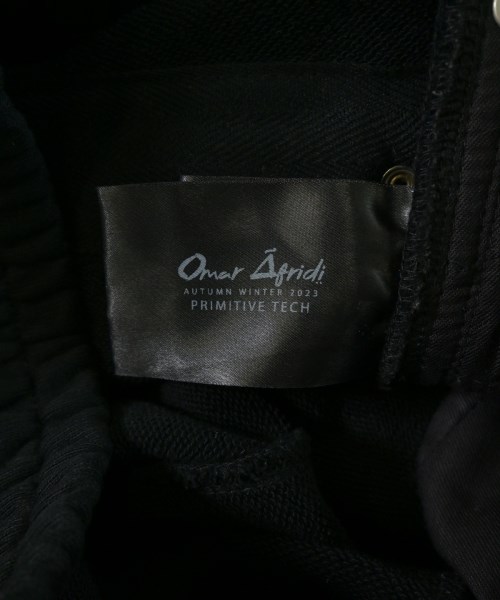 Omar Āfridi
AUTUMN WINTER 2023
PRIMITIVE TECH